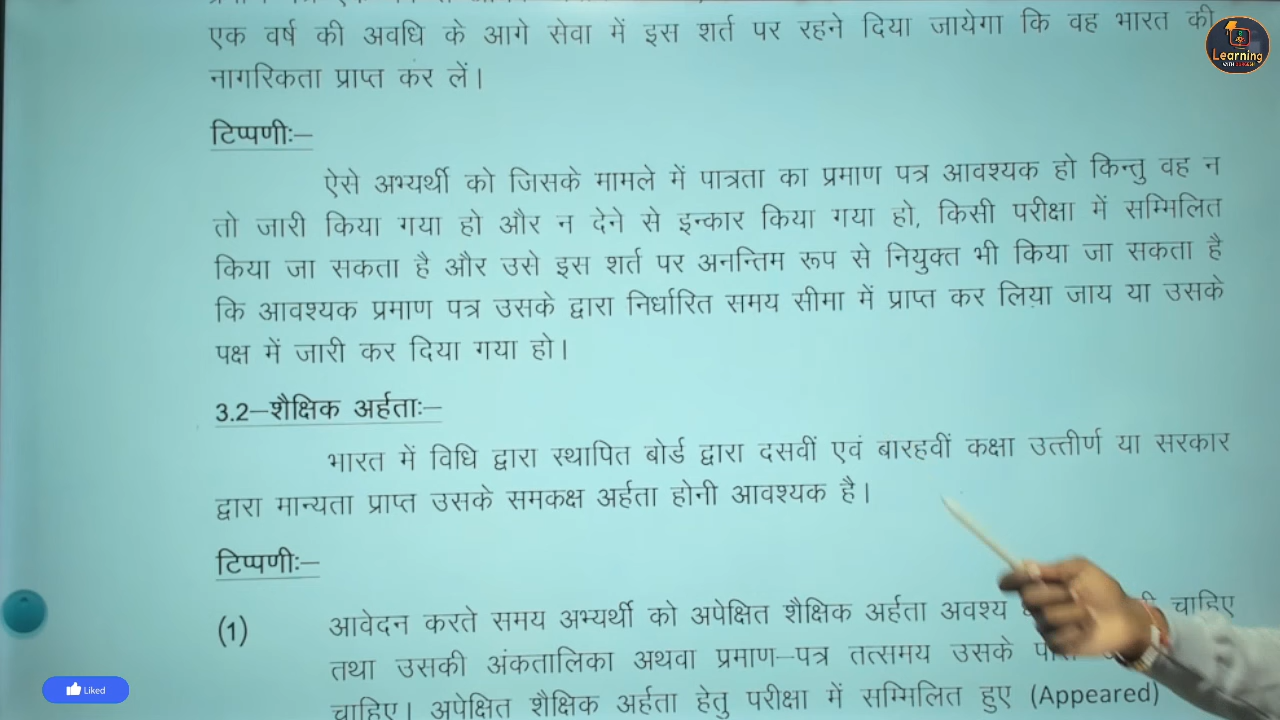 एक वर्ष की अवधि के आगे सेवा में इस शर्त पर रहने दिया जायेगा कि वह भारत की
नागरिकता प्राप्त कर लें।
टिप्पणीः–
ऐसे अभ्यर्थी को जिसके मामले में पात्रता का प्रमाण पत्र आवश्यक हो किन्तु वह न
तो जारी किया गया हो और न देने से इन्कार किया गया हो, किसी परीक्षा में सम्मिलित
किया जा सकता है और उसे इस शर्त पर अनन्तिम रूप से नियुक्त भी किया जा सकता है
कि आवश्यक प्रमाण पत्र उसके द्वारा निर्धारित समय सीमा में प्राप्त कर लिया जाय या उसके
पक्ष में जारी कर दिया गया हो।
3.2–शैक्षिक अर्हताः–
भारत में विधि द्वारा स्थापित बोर्ड द्वारा दसवीं एवं बारहवीं कक्षा उत्तीर्ण या सरकार
द्वारा मान्यता प्राप्त उसके समकक्ष अर्हता होनी आवश्यक है।
टिप्पणीः–
(1) आवेदन करते समय अभ्यर्थी को अपेक्षित शैक्षिक अर्हता अवश्य चाहिए
तथा उसकी अंकतालिका अथवा प्रमाण–पत्र तत्समय उसके
चाहिए। अपेक्षित शैक्षिक अर्हता हेतु परीक्षा में सम्मिलित हुए (Appeared)
Learning
Liked